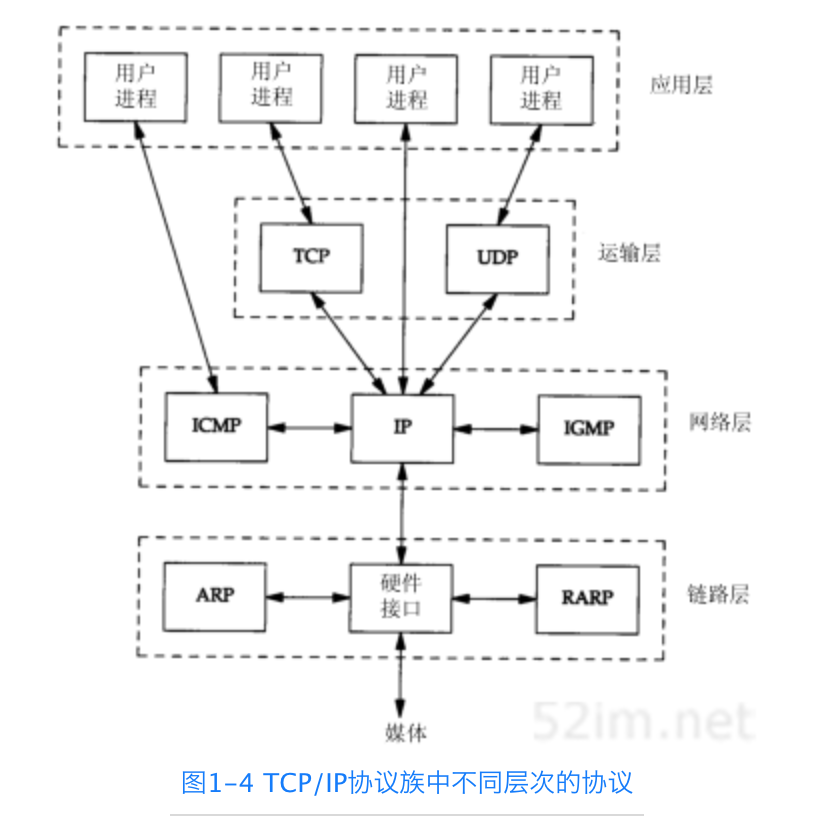 用户
进程
用户
进程
用户
进程
用户
进程
应用层
TCP
UDP
运输层
ICMP
IP
IGMP
网络层
ARP
硬件
接口
RARP
链路层
媒体
52im.net
图1-4 TCP/IP协议族中不同层次的协议